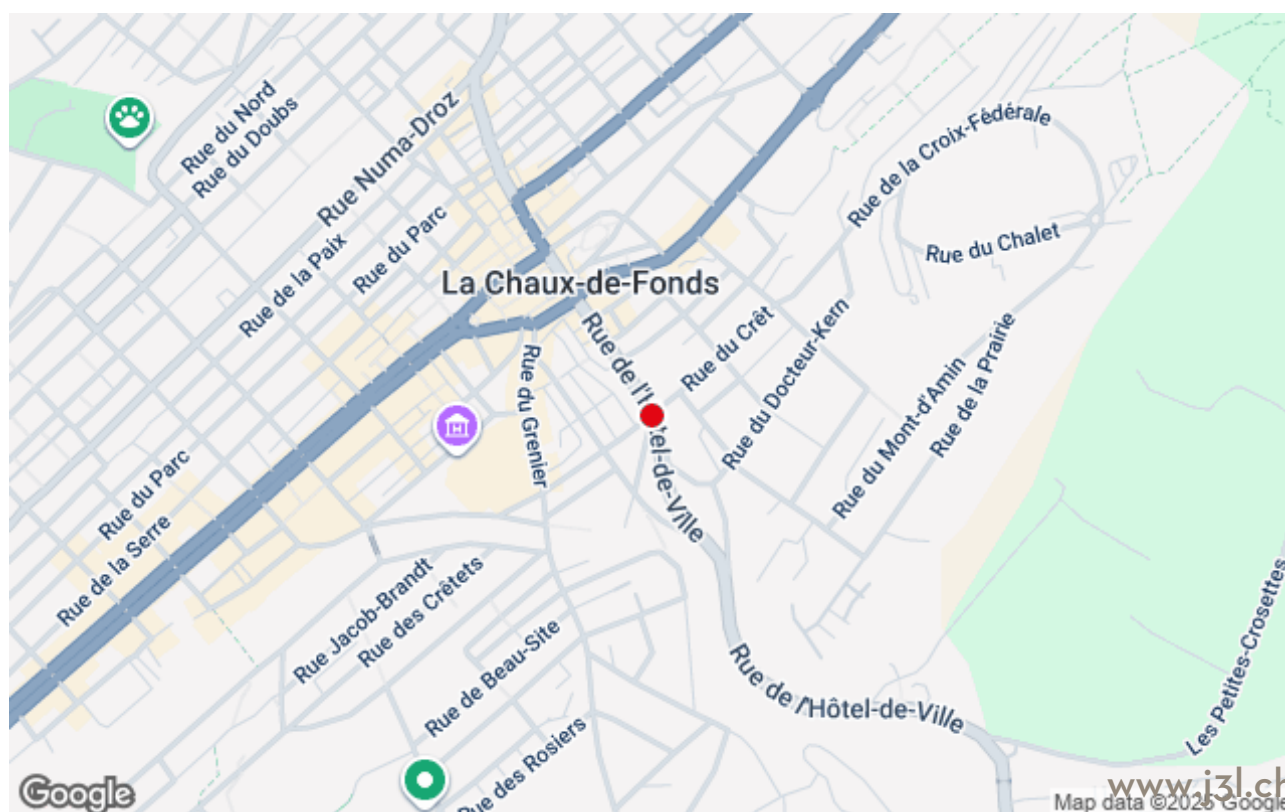 Rue du Nord
Rue du Doubs
Rue Numa-Droz
Rue de la Croix-Fédérale
Rue du Parc
Rue de la Paix
Rue du Chalet
La Chaux-de-Fonds
Rue du Crêt
Rue du Docteur-Kern
Rue de l'Hôtel-de-Ville
Rue du Grenier
Rue du Mont-d'Amin
Rue de la Prairie
Rue du Parc
Rue de la Serre
Rue Jacob-Brandt
Rue des Crêtets
Rue de Beau-Site
Rue des Rosiers
Rue de l'Hôtel-de-Ville
Les Petites-Crosettes
Google
www.j3l.ch
Map data ©2025 Google